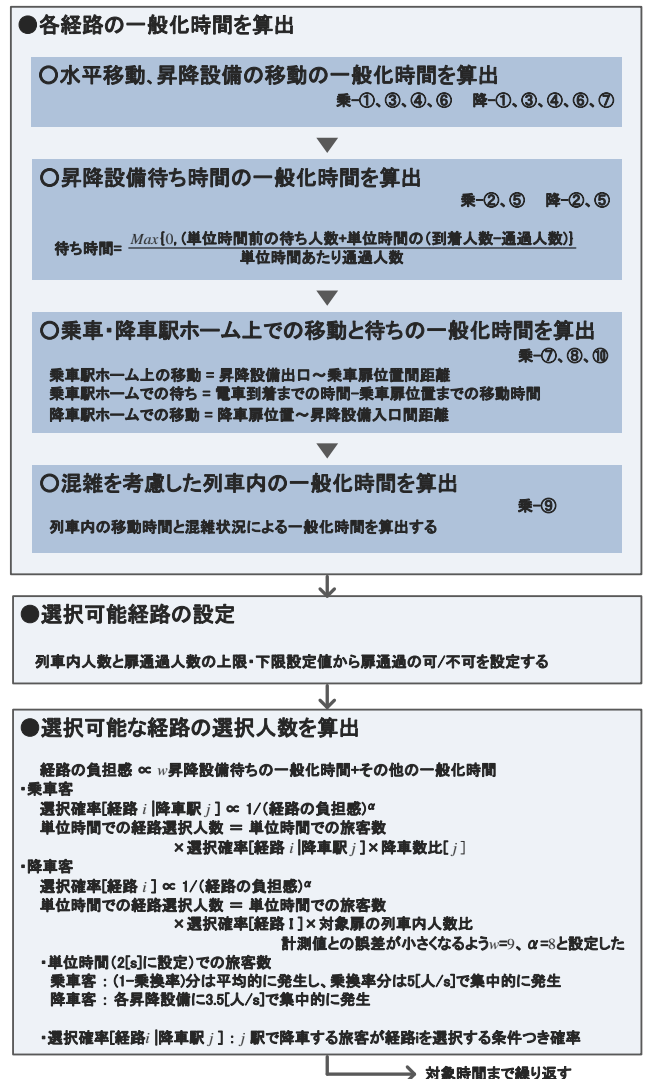 ●各経路の一般化時間を算出
○水平移動、昇降設備の移動の一般化時間を算出
乗-①、③、④、⑥　降-①、③、④、⑥、⑦
○昇降設備待ち時間の一般化時間を算出
乗-②、⑤　降-②、⑤
待ち時間= Max{0, (単位時間前の待ち人数+単位時間の(到着人数-通過人数)}
単位時間あたり通過人数
○乗車・降車駅ホーム上での移動と待ちの一般化時間を算出
乗-⑦、⑧、⑩
乗車駅ホーム上の移動 = 昇降設備出口～乗車扉位置間距離
乗車駅ホームでの待ち = 電車到着までの時間-乗車扉位置までの移動時間
降車駅ホームでの移動 = 降車扉位置～昇降設備入口間距離
○混雑を考慮した列車内の一般化時間を算出
乗-⑨
列車内の移動時間と混雑状況による一般化時間を算出する
●選択可能経路の設定
列車内人数と扉通過人数の上限・下限設定値から扉通過の可/不可を設定する
●選択可能な経路の選択人数を算出
経路の負担感 ∝ w昇降設備待ちの一般化時間+その他の一般化時間
・乗車客
選択確率[経路 i |降車駅 j ] ∝ 1/(経路の負担感)α
単位時間での経路選択人数 = 単位時間での旅客数
×選択確率[経路 i |降車駅 j ]×降車数比[ j ]
・降車客
選択確率[経路 i ] ∝ 1/(経路の負担感)α
単位時間での経路選択人数 = 単位時間での旅客数
×選択確率[経路 I ]×対象扉の列車内人数比
計測値との誤差が小さくなるようw=9、α=8と設定した
・単位時間(2[s]に設定)での旅客数
乗車客：(1-乗換率)分は平均的に発生し、乗換率分は5[人/s]で集中的に発生
降車客：各昇降設備に3.5[人/s]で集中的に発生
・選択確率[経路i |降車駅 j ]：j 駅で降車する旅客が経路iを選択する条件つき確率
対象時間まで繰り返す